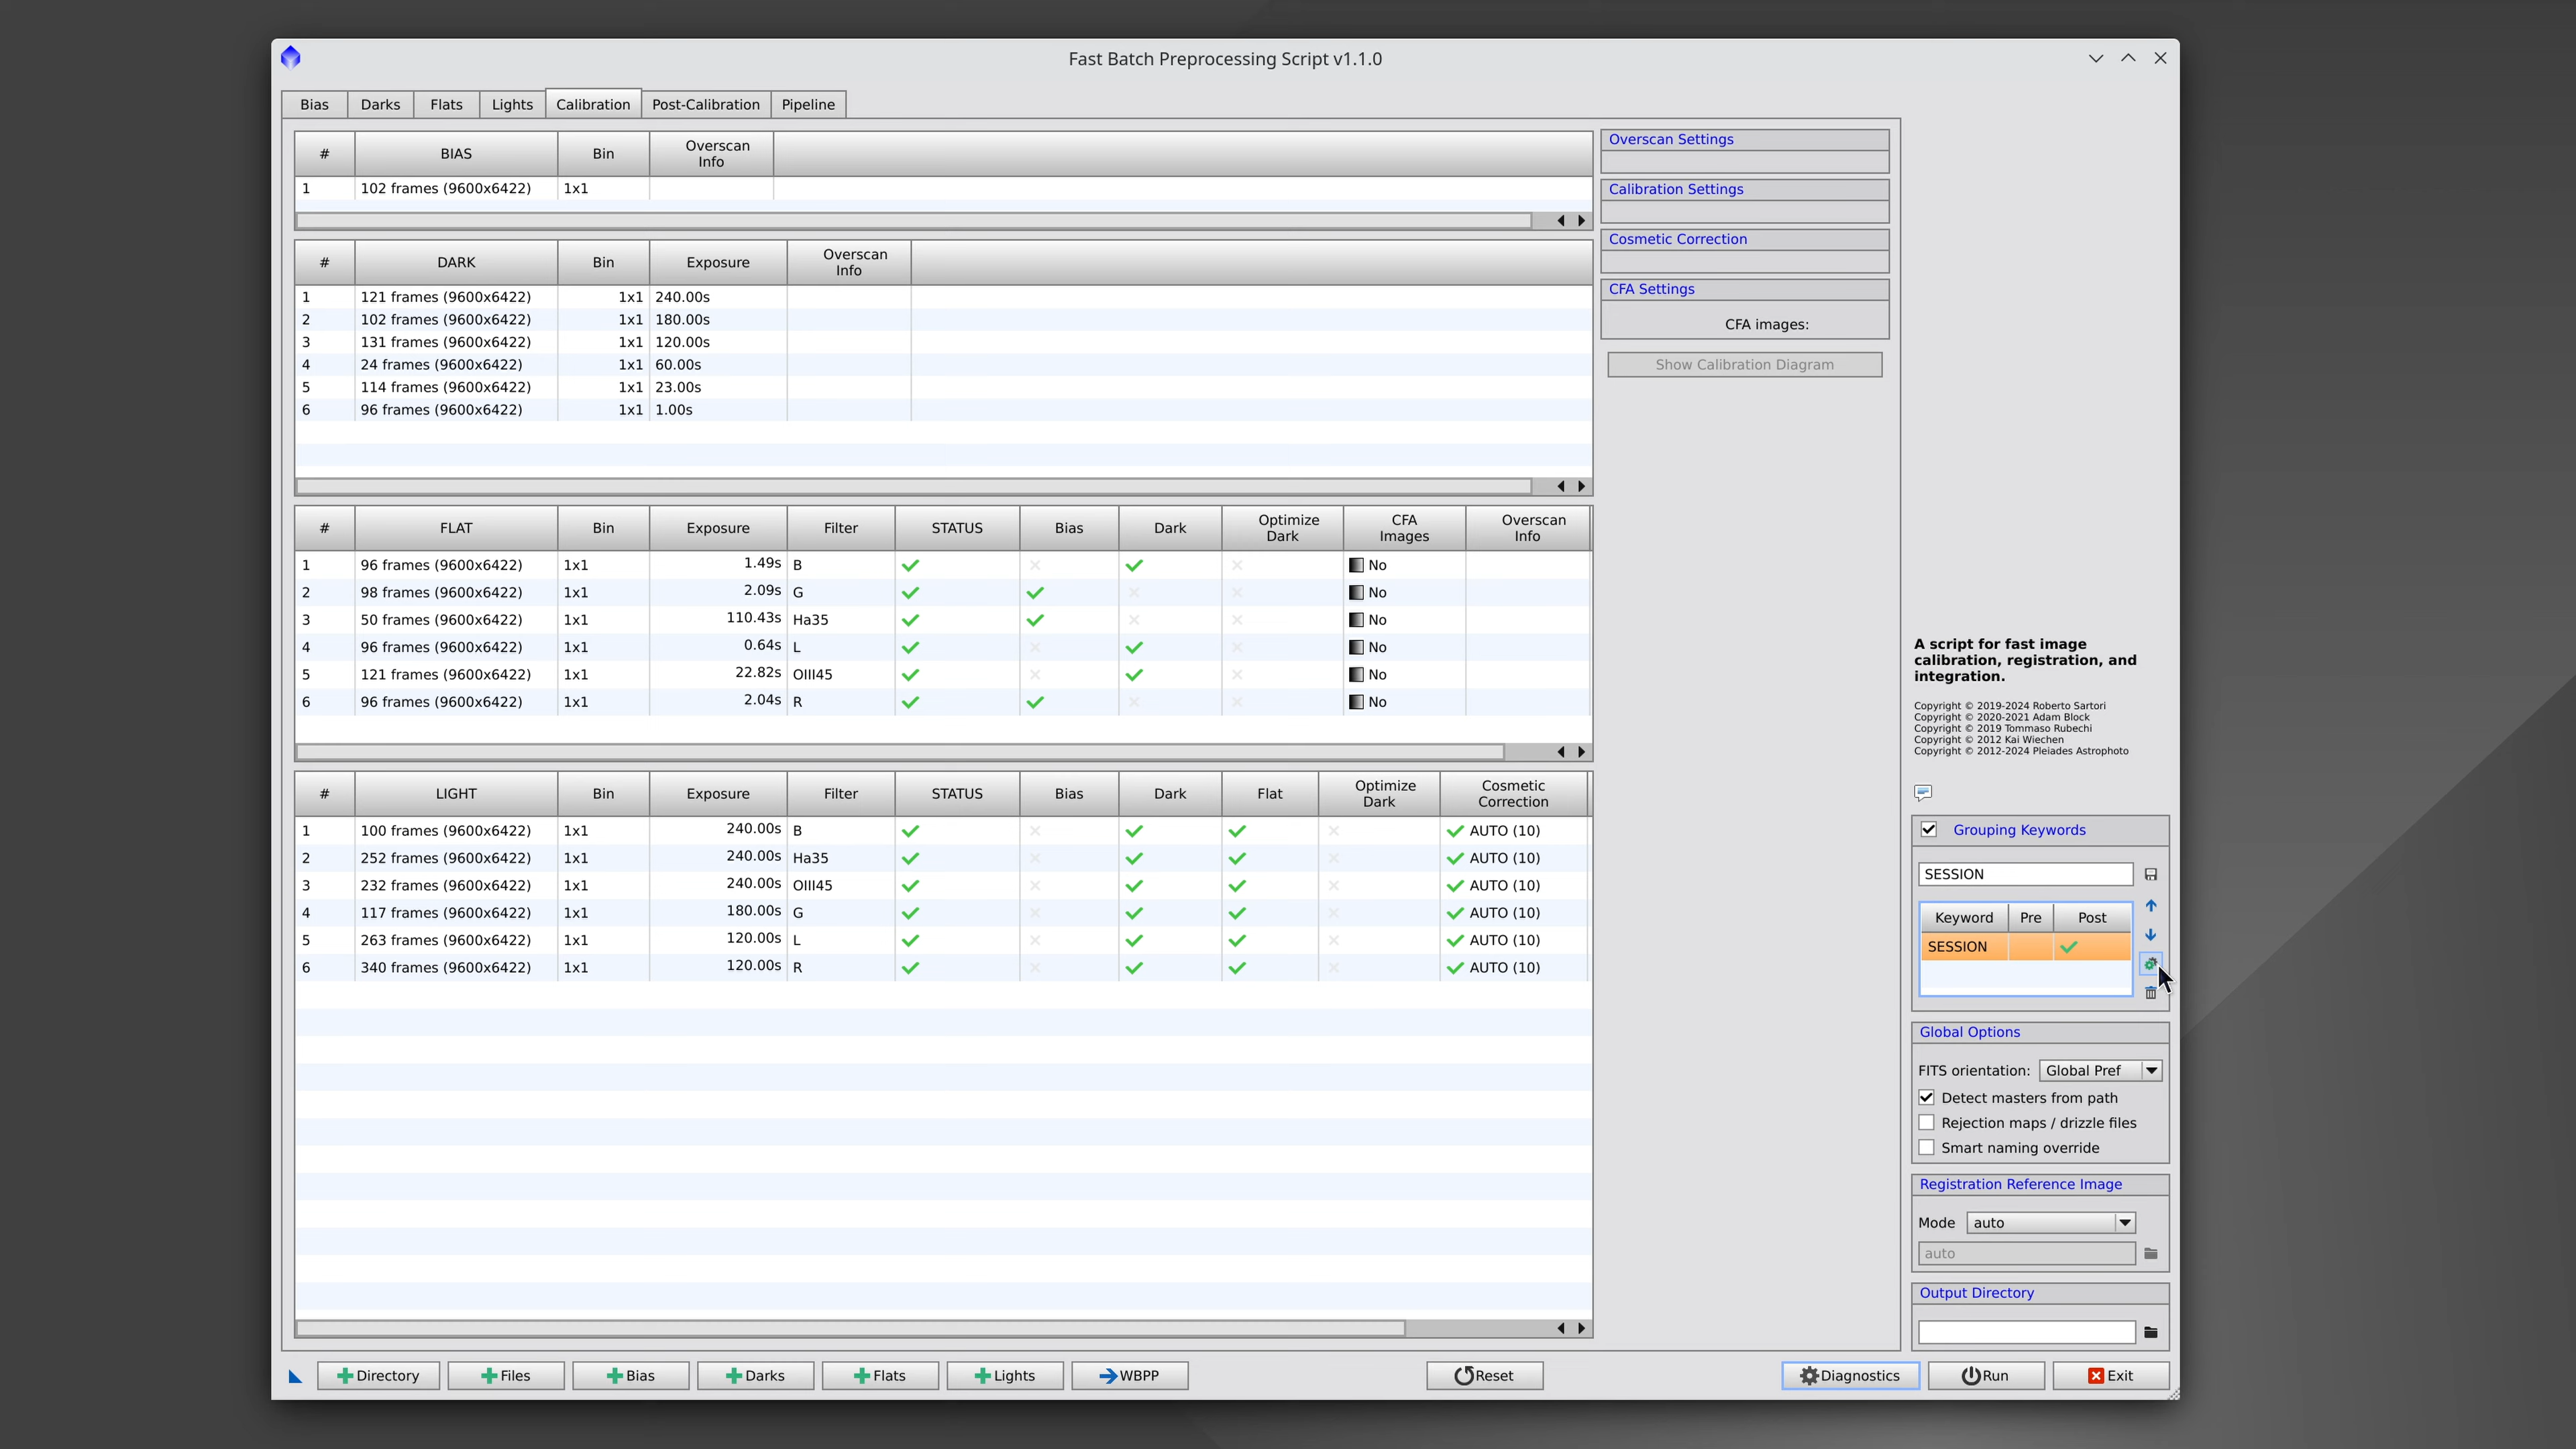 Fast Batch Preprocessing Script v1.1.0
Bias Darks Flats Lights Calibration Post-Calibration Pipeline
# BIAS Bin Overscan Info
1 102 frames (9600x6422) 1x1
# DARK Bin Exposure Overscan Info
1 121 frames (9600x6422) 1x1 240.00s
2 102 frames (9600x6422) 1x1 180.00s
3 131 frames (9600x6422) 1x1 120.00s
4 24 frames (9600x6422) 1x1 60.00s
5 114 frames (9600x6422) 1x1 23.00s
6 96 frames (9600x6422) 1x1 1.00s
# FLAT Bin Exposure Filter STATUS Bias Dark Optimize Dark CFA Images Overscan Info
1 96 frames (9600x6422) 1x1 1.49s B No
2 98 frames (9600x6422) 1x1 2.09s G No
3 50 frames (9600x6422) 1x1 110.43s Ha35 No
4 96 frames (9600x6422) 1x1 0.64s L No
5 121 frames (9600x6422) 1x1 22.82s OIII45 No
6 96 frames (9600x6422) 1x1 2.04s R No
# LIGHT Bin Exposure Filter STATUS Bias Dark Flat Optimize Dark Cosmetic Correction
1 100 frames (9600x6422) 1x1 240.00s B AUTO (10)
2 252 frames (9600x6422) 1x1 240.00s Ha35 AUTO (10)
3 232 frames (9600x6422) 1x1 240.00s OIII45 AUTO (10)
4 117 frames (9600x6422) 1x1 180.00s G AUTO (10)
5 263 frames (9600x6422) 1x1 120.00s L AUTO (10)
6 340 frames (9600x6422) 1x1 120.00s R AUTO (10)
Overscan Settings
Calibration Settings
Cosmetic Correction
CFA Settings
CFA images:
Show Calibration Diagram
A script for fast image
calibration, registration, and
integration.
Copyright © 2019-2024 Roberto Sartori
Copyright © 2020-2021 Adam Block
Copyright © 2019 Tommaso Rubechi
Copyright © 2012 Kai Wiechen
Copyright © 2012-2024 Pleiades Astrophoto
Grouping Keywords
SESSION
Keyword Pre Post
SESSION
Global Options
FITS orientation: Global Pref
Detect masters from path
Rejection maps / drizzle files
Smart naming override
Registration Reference Image
Mode auto
auto
Output Directory
Directory Files Bias Darks Flats Lights WBPP Reset Diagnostics Run Exit